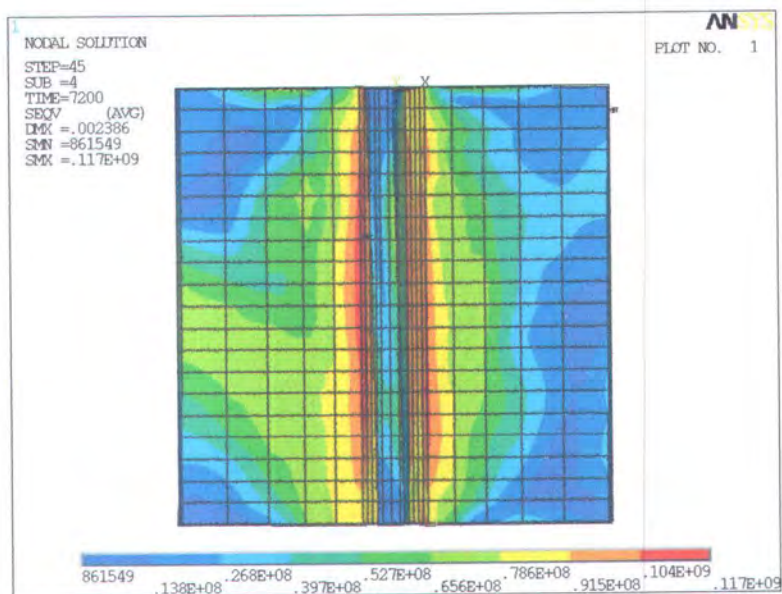 1
ANSYS
NODAL SOLUTION
PLOT NO. 1
STEP=45
SUB =4
TIME=7200
SEQV (AVG)
DMX =.002386
SMN =861549
SMX =.117E+09
Y X
861549 .268E+08 .527E+08 .786E+08 .104E+09
.138E+08 .397E+08 .656E+08 .915E+08 .117E+09